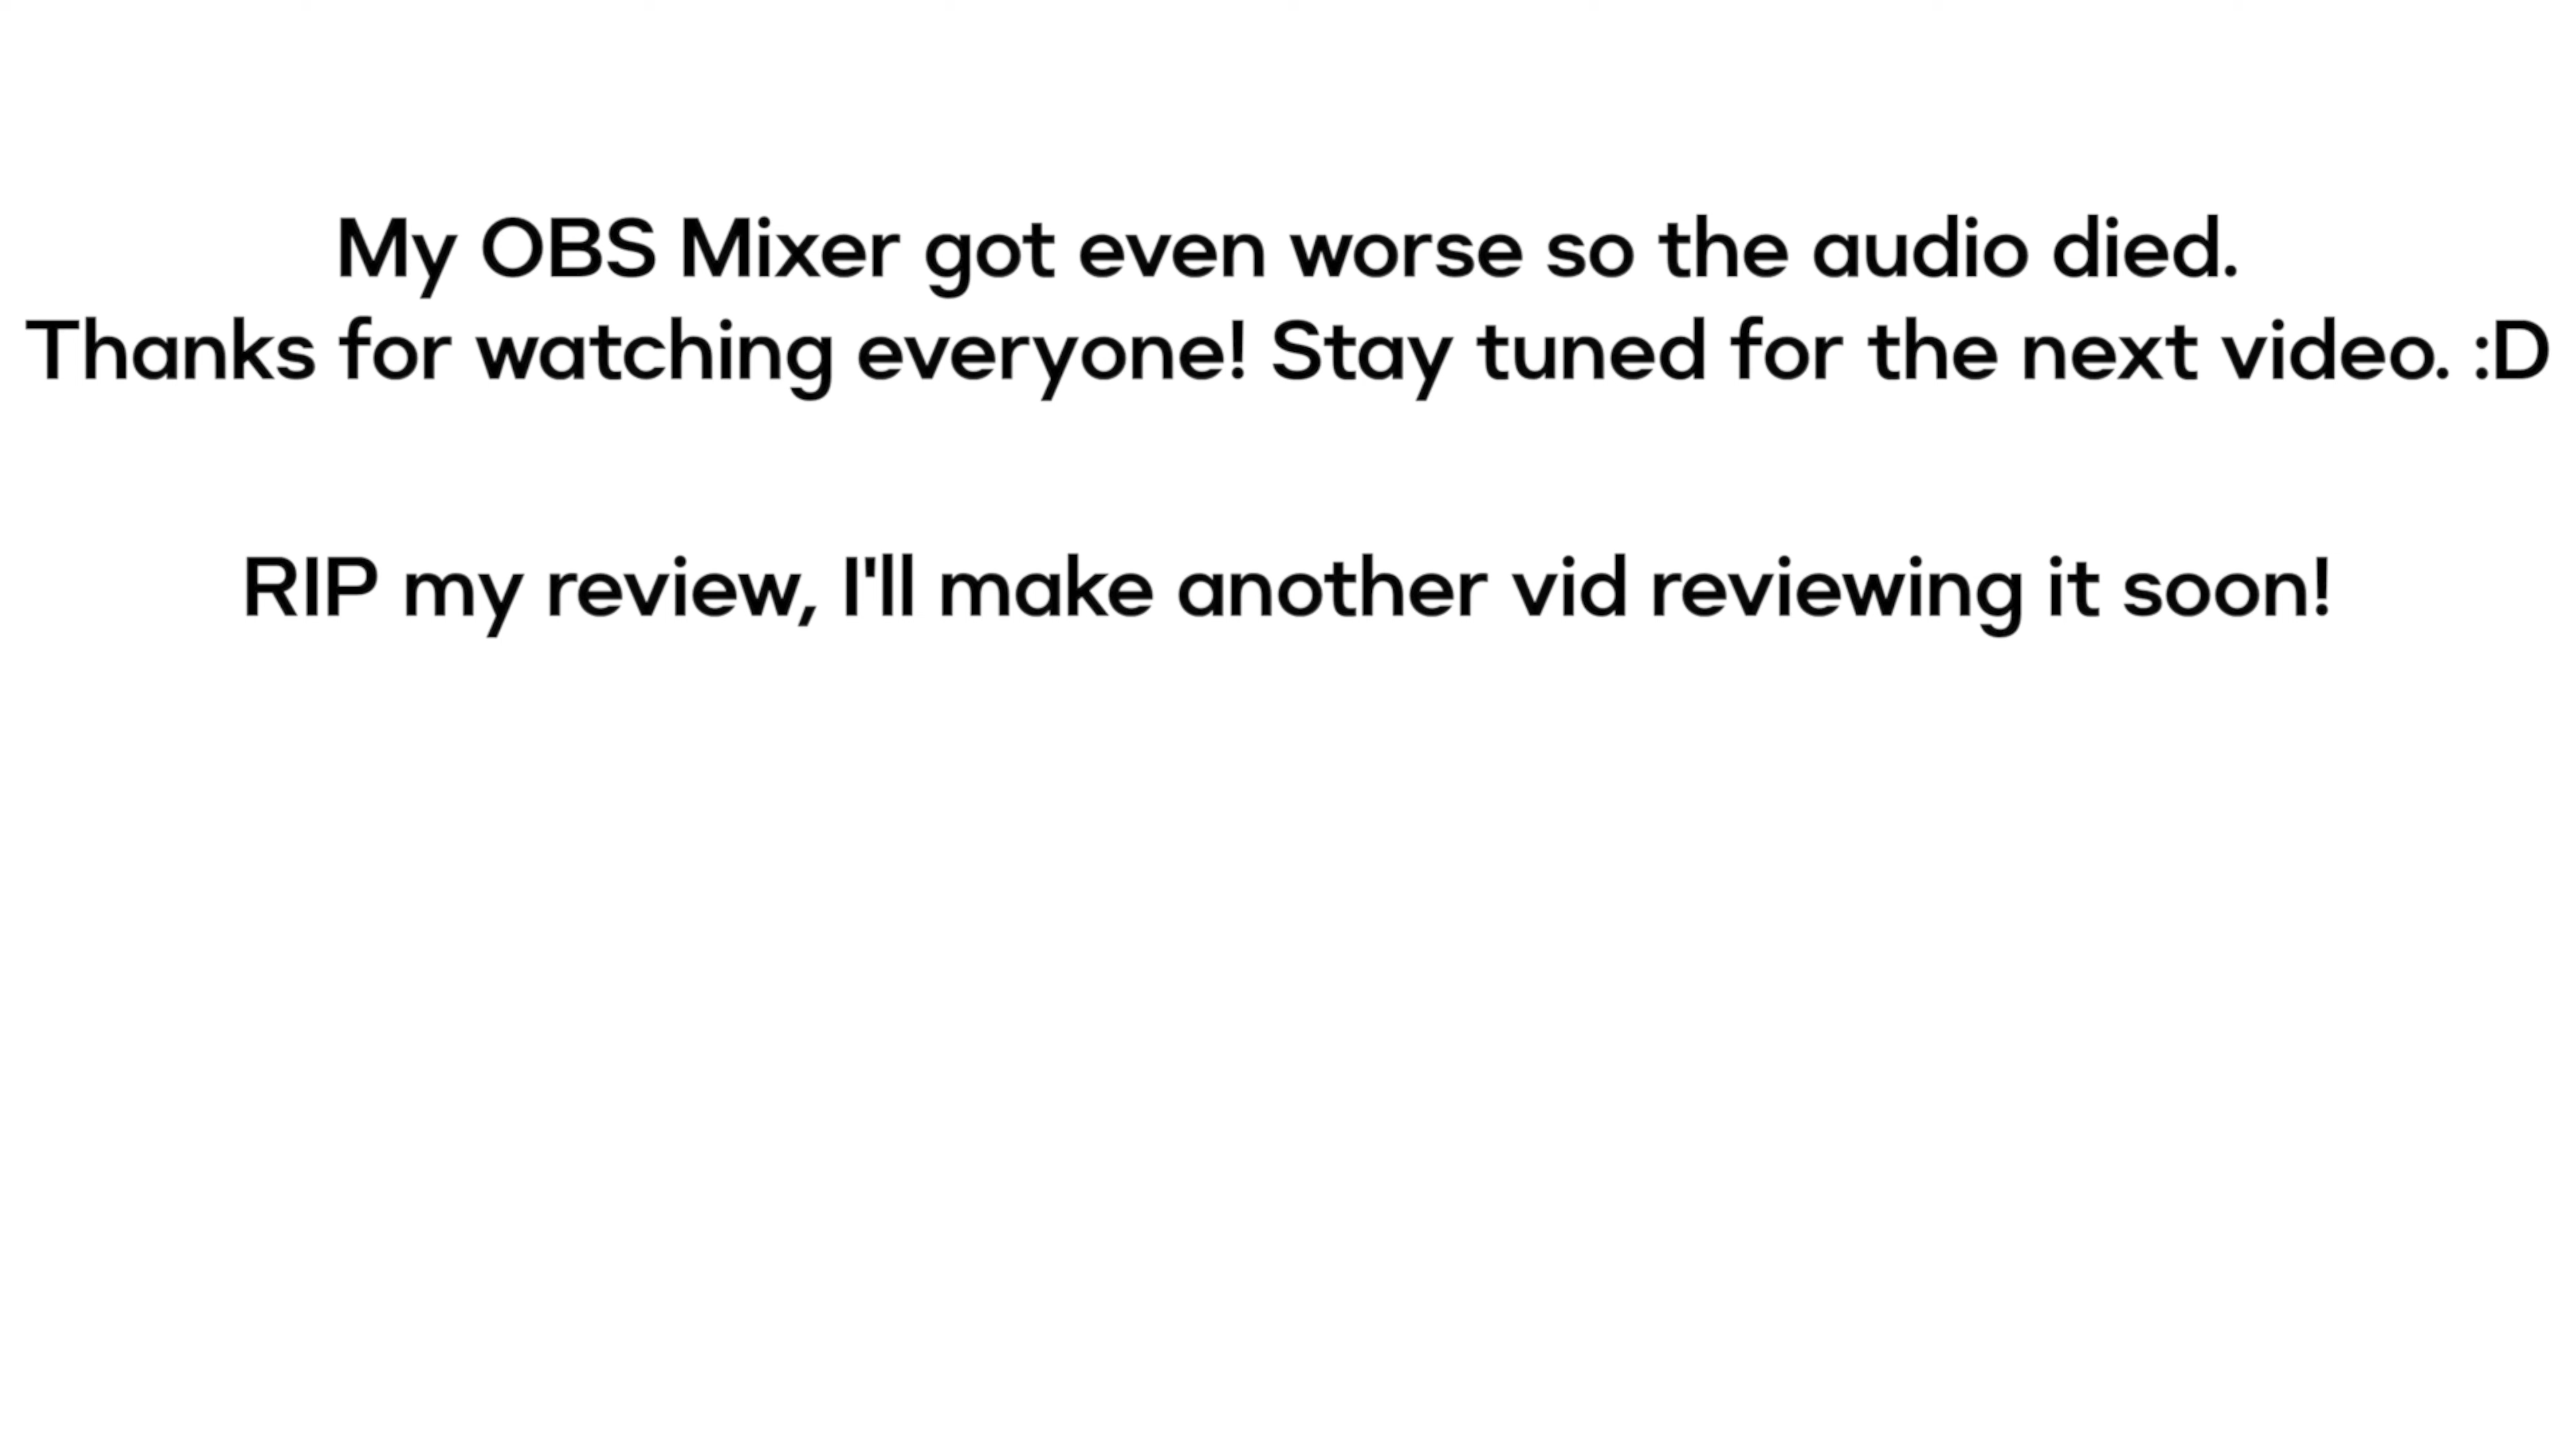 My OBS Mixer got even worse so the audio died.
Thanks for watching everyone! Stay tuned for the next video. :D
RIP my review, I'll make another vid reviewing it soon!